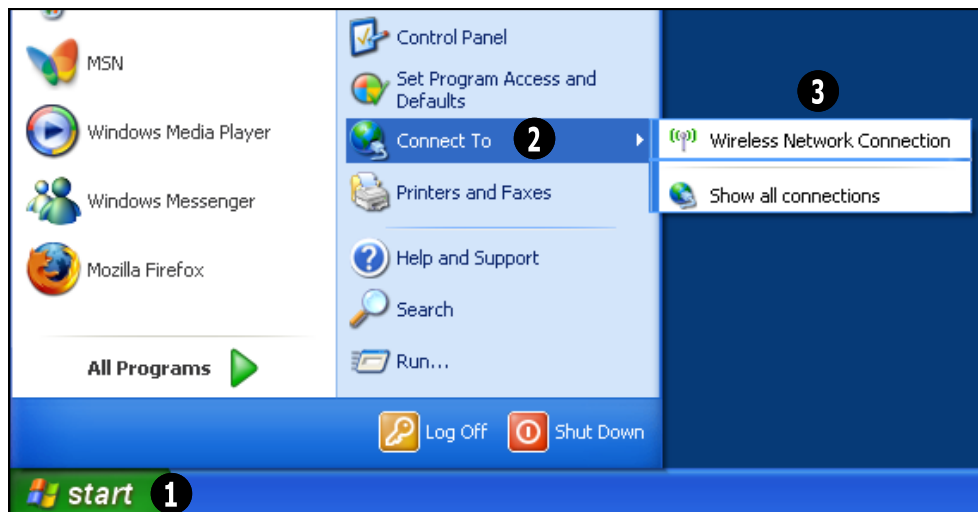 MSN
Windows Media Player
Windows Messenger
Mozilla Firefox
All Programs
Control Panel
Set Program Access and
Defaults
Connect To 2
Printers and Faxes
Help and Support
Search
Run...
3
Wireless Network Connection
Show all connections
Log Off
Shut Down
start 1